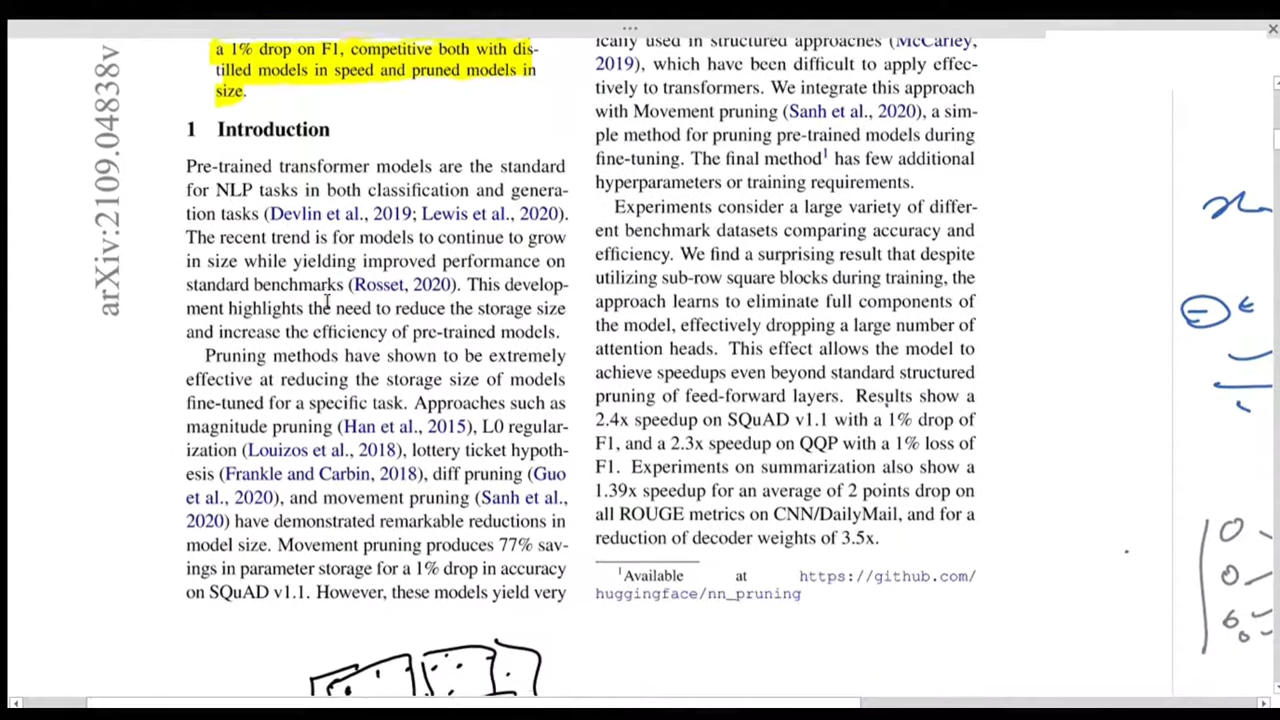 arXiv:2109.04838v
a 1% drop on F1, competitive both with dis-
tilled models in speed and pruned models in
size.
1 Introduction
Pre-trained transformer models are the standard
for NLP tasks in both classification and genera-
tion tasks (Devlin et al., 2019; Lewis et al., 2020).
The recent trend is for models to continue to grow
in size while yielding improved performance on
standard benchmarks (Rosset, 2020). This develop-
ment highlights the need to reduce the storage size
and increase the efficiency of pre-trained models.
Pruning methods have shown to be extremely
effective at reducing the storage size of models
fine-tuned for a specific task. Approaches such as
magnitude pruning (Han et al., 2015), L0 regular-
ization (Louizos et al., 2018), lottery ticket hypoth-
esis (Frankle and Carbin, 2018), diff pruning (Guo
et al., 2020), and movement pruning (Sanh et al.,
2020) have demonstrated remarkable reductions in
model size. Movement pruning produces 77% sav-
ings in parameter storage for a 1% drop in accuracy
on SQuAD v1.1. However, these models yield very
ically used in structured approaches (McCarley,
2019), which have been difficult to apply effec-
tively to transformers. We integrate this approach
with Movement pruning (Sanh et al., 2020), a sim-
ple method for pruning pre-trained models during
fine-tuning. The final method1 has few additional
hyperparameters or training requirements.
Experiments consider a large variety of differ-
ent benchmark datasets comparing accuracy and
efficiency. We find a surprising result that despite
utilizing sub-row square blocks during training, the
approach learns to eliminate full components of
the model, effectively dropping a large number of
attention heads. This effect allows the model to
achieve speedups even beyond standard structured
pruning of feed-forward layers. Results show a
2.4x speedup on SQuAD v1.1 with a 1% drop of
F1, and a 2.3x speedup on QQP with a 1% loss of
F1. Experiments on summarization also show a
1.39x speedup for an average of 2 points drop on
all ROUGE metrics on CNN/DailyMail, and for a
reduction of decoder weights of 3.5x.
1Available at https://github.com/
huggingface/nn_pruning